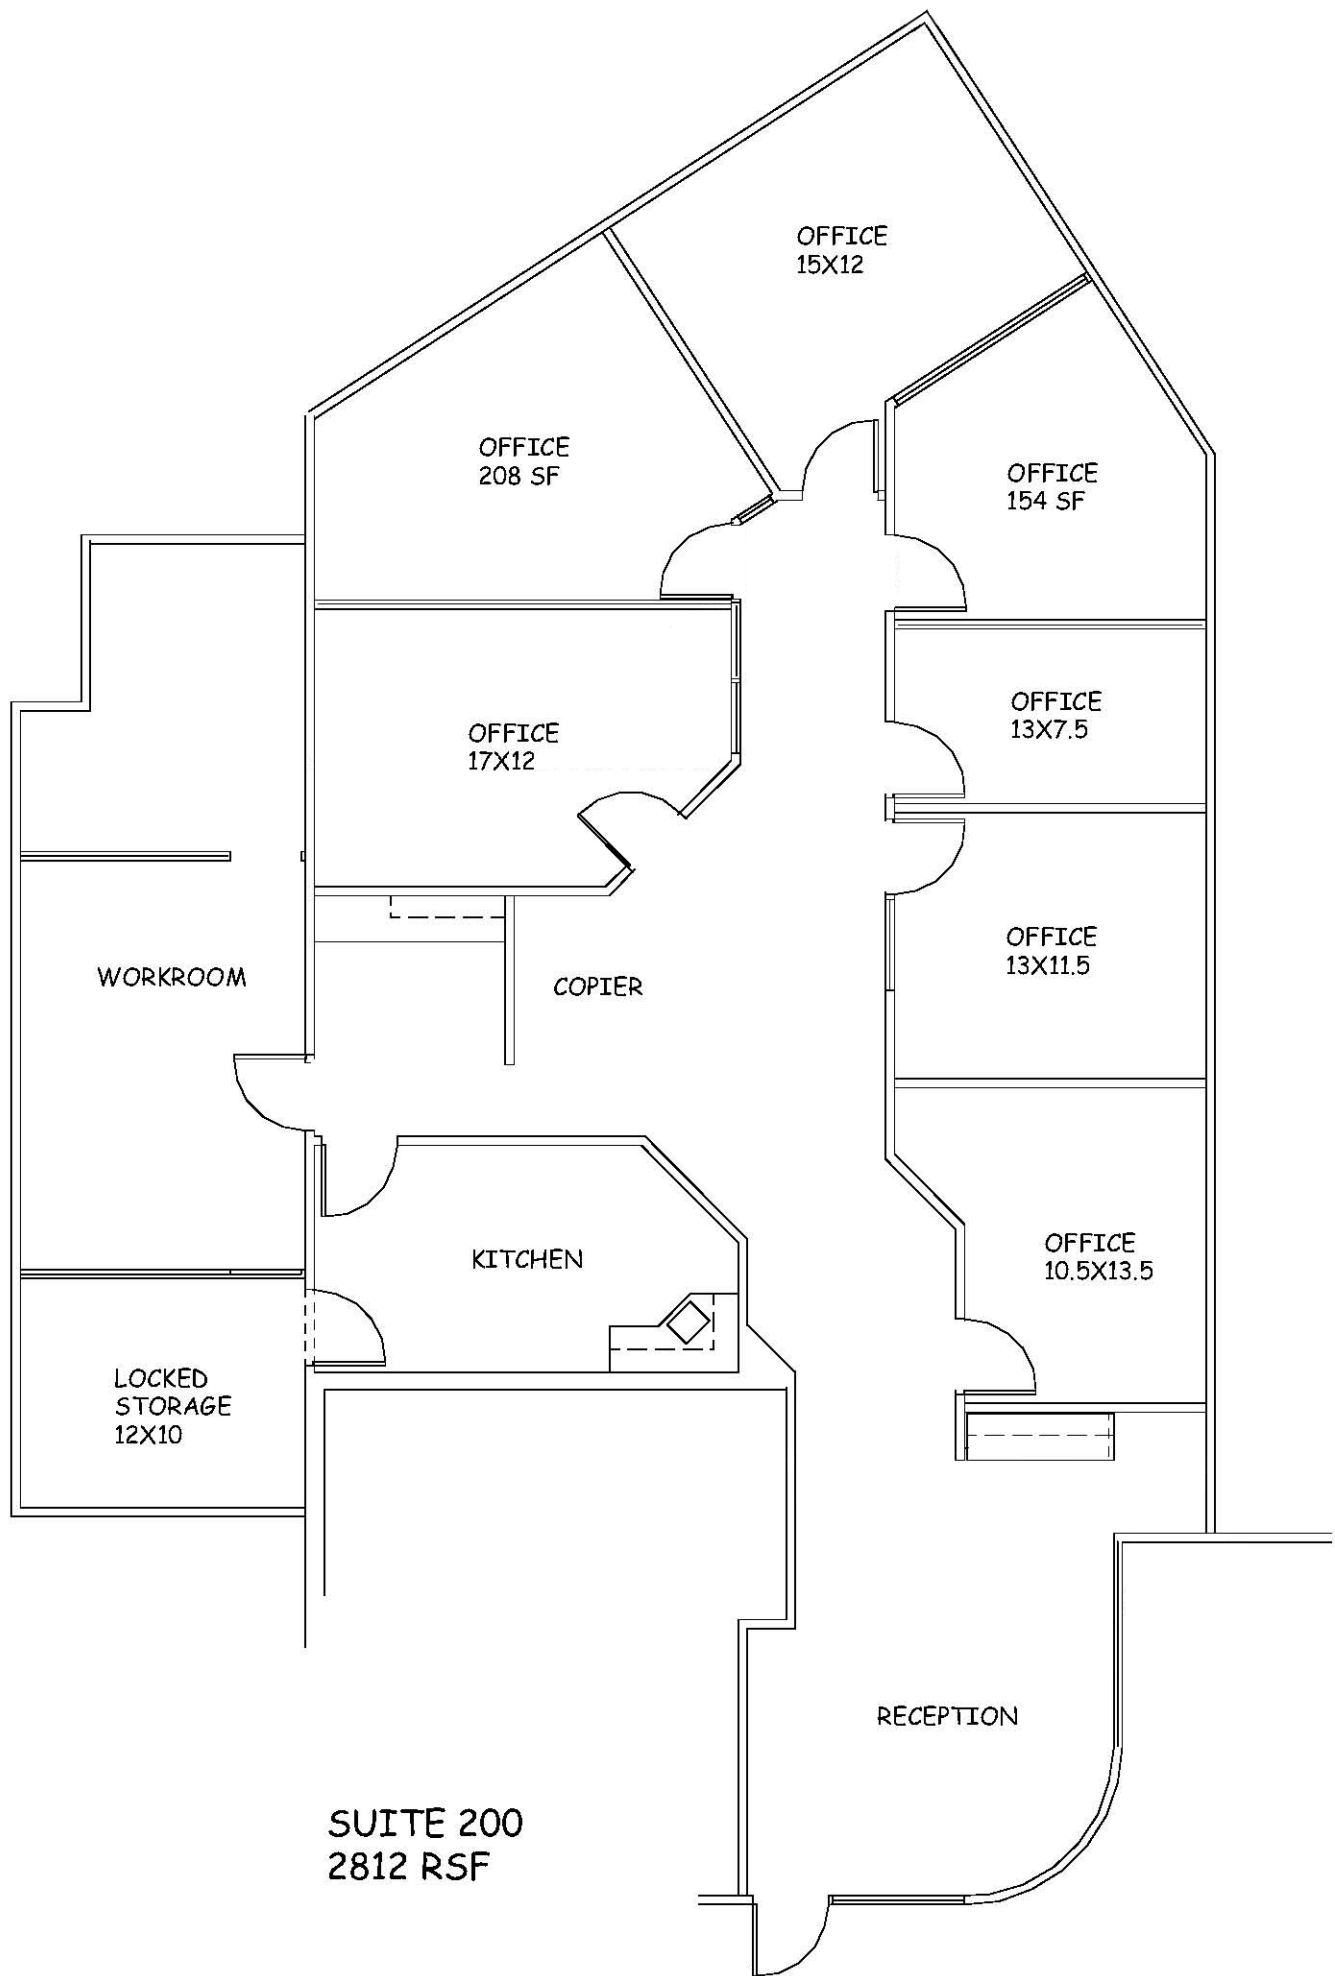 OFFICE
15X12
OFFICE
208 SF
OFFICE
154 SF
OFFICE
13X7.5
OFFICE
17X12
OFFICE
13X11.5
WORKROOM
COPIER
OFFICE
10.5X13.5
KITCHEN
LOCKED
STORAGE
12X10
RECEPTION
SUITE 200
2812 RSF